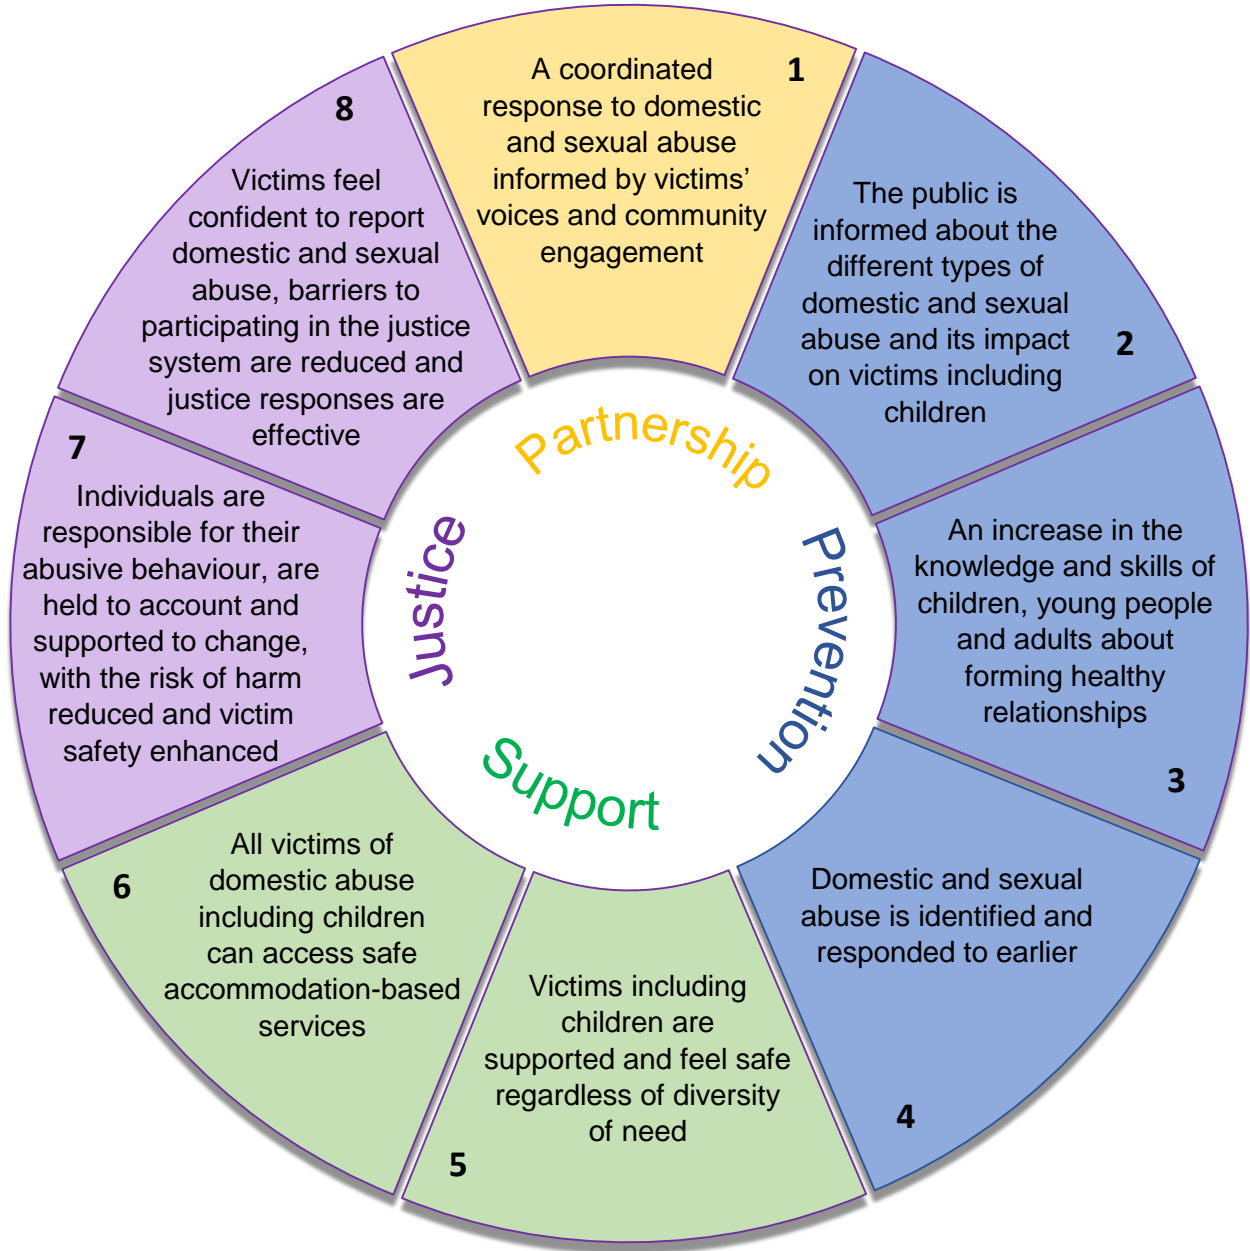 1
A coordinated
response to domestic
and sexual abuse
informed by victims’
voices and community
engagement
The public is
informed about the
different types of
domestic and sexual
abuse and its impact
on victims including
children
2
An increase in the
knowledge and skills of
children, young people
and adults about
forming healthy
relationships
3
Domestic and sexual
abuse is identified and
responded to earlier
4
Victims including
children are
supported and feel safe
regardless of diversity
of need
5
6
All victims of
domestic abuse
including children
can access safe
accommodation-based
services
7
Individuals are
responsible for their
abusive behaviour, are
held to account and
supported to change,
with the risk of harm
reduced and victim
safety enhanced
8
Victims feel
confident to report
domestic and sexual
abuse, barriers to
participating in the justice
system are reduced and
justice responses are
effective
Partnership
Prevention
Support
Justice